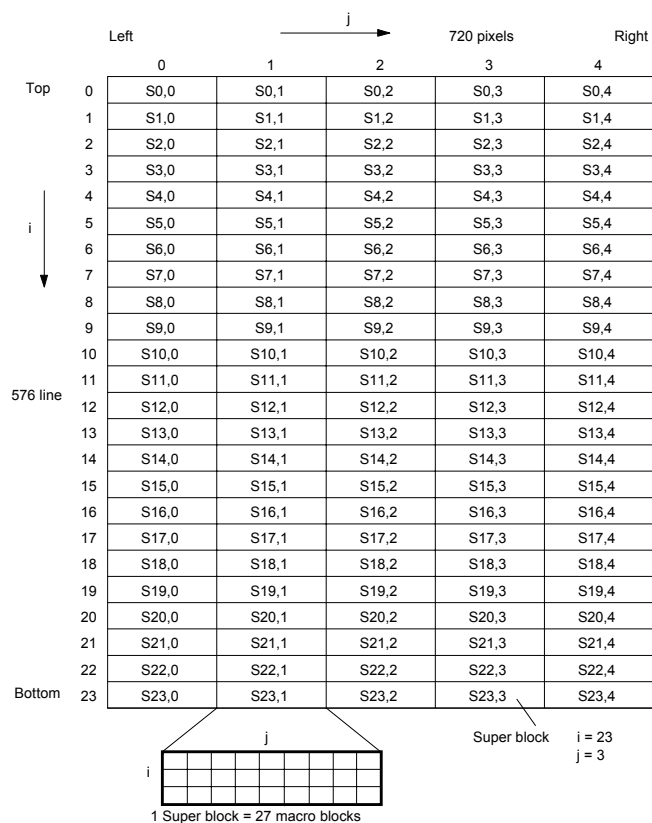 j
Left 720 pixels Right
0 1 2 3 4
Top 0 S0,0 S0,1 S0,2 S0,3 S0,4
1 S1,0 S1,1 S1,2 S1,3 S1,4
2 S2,0 S2,1 S2,2 S2,3 S2,4
3 S3,0 S3,1 S3,2 S3,3 S3,4
4 S4,0 S4,1 S4,2 S4,3 S4,4
i 5 S5,0 S5,1 S5,2 S5,3 S5,4
6 S6,0 S6,1 S6,2 S6,3 S6,4
7 S7,0 S7,1 S7,2 S7,3 S7,4
8 S8,0 S8,1 S8,2 S8,3 S8,4
9 S9,0 S9,1 S9,2 S9,3 S9,4
10 S10,0 S10,1 S10,2 S10,3 S10,4
11 S11,0 S11,1 S11,2 S11,3 S11,4
576 line
12 S12,0 S12,1 S12,2 S12,3 S12,4
13 S13,0 S13,1 S13,2 S13,3 S13,4
14 S14,0 S14,1 S14,2 S14,3 S14,4
15 S15,0 S15,1 S15,2 S15,3 S15,4
16 S16,0 S16,1 S16,2 S16,3 S16,4
17 S17,0 S17,1 S17,2 S17,3 S17,4
18 S18,0 S18,1 S18,2 S18,3 S18,4
19 S19,0 S19,1 S19,2 S19,3 S19,4
20 S20,0 S20,1 S20,2 S20,3 S20,4
21 S21,0 S21,1 S21,2 S21,3 S21,4
22 S22,0 S22,1 S22,2 S22,3 S22,4
Bottom 23 S23,0 S23,1 S23,2 S23,3 S23,4
j Super block i = 23
j = 3
i
1 Super block = 27 macro blocks